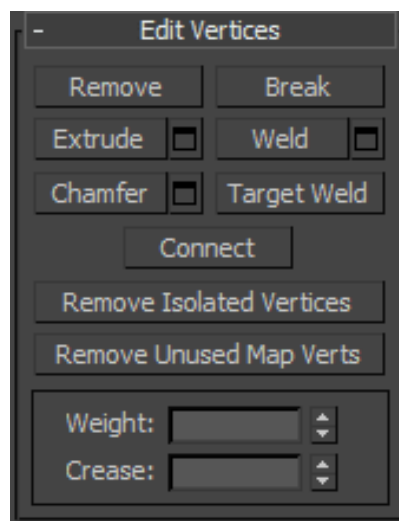 - Edit Vertices
Remove Break
Extrude Weld
Chamfer Target Weld
Connect
Remove Isolated Vertices
Remove Unused Map Verts
Weight:
Crease: